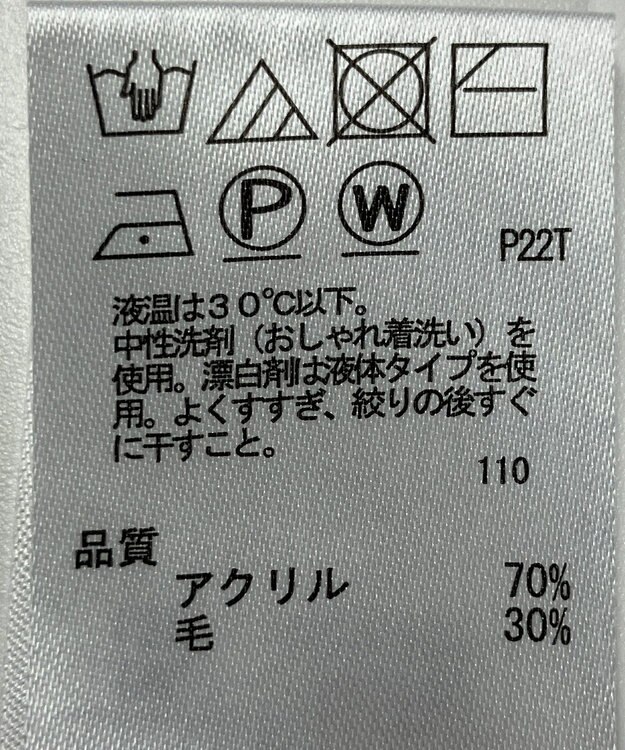 P
W
P22T
液温は30℃以下。
中性洗剤（おしゃれ着洗い）を
使用。漂白剤は液体タイプを使
用。よくすすぎ、絞りの後すぐ
に干すこと。
110
品質
アクリル 70%
毛 30%